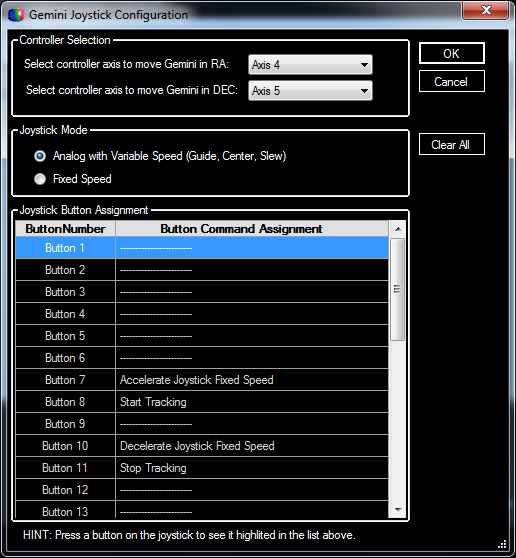 Gemini Joystick Configuration
Controller Selection
Select controller axis to move Gemini in RA: Axis 4
Select controller axis to move Gemini in DEC: Axis 5
OK
Cancel
Clear All
Joystick Mode
Analog with Variable Speed (Guide, Center, Slew)
Fixed Speed
Joystick Button Assignment
ButtonNumber Button Command Assignment
Button 1 ------------------------
Button 2 ------------------------
Button 3 ------------------------
Button 4 ------------------------
Button 5 ------------------------
Button 6 ------------------------
Button 7 Accelerate Joystick Fixed Speed
Button 8 Start Tracking
Button 9 ------------------------
Button 10 Decelerate Joystick Fixed Speed
Button 11 Stop Tracking
Button 12 ------------------------
Button 13 ------------------------
HINT: Press a button on the joystick to see it highlited in the list above.